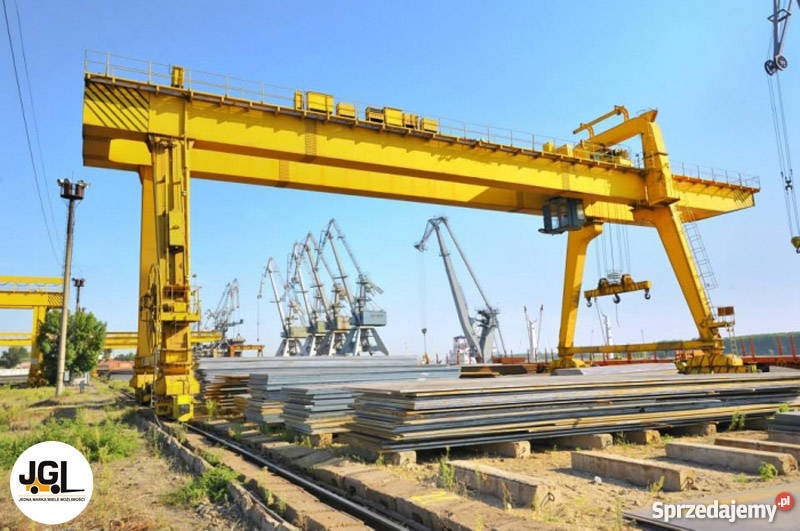 JGL
JEDNA MARKA WIELE MOŻLIWOŚCI
Sprzedajemy.pl